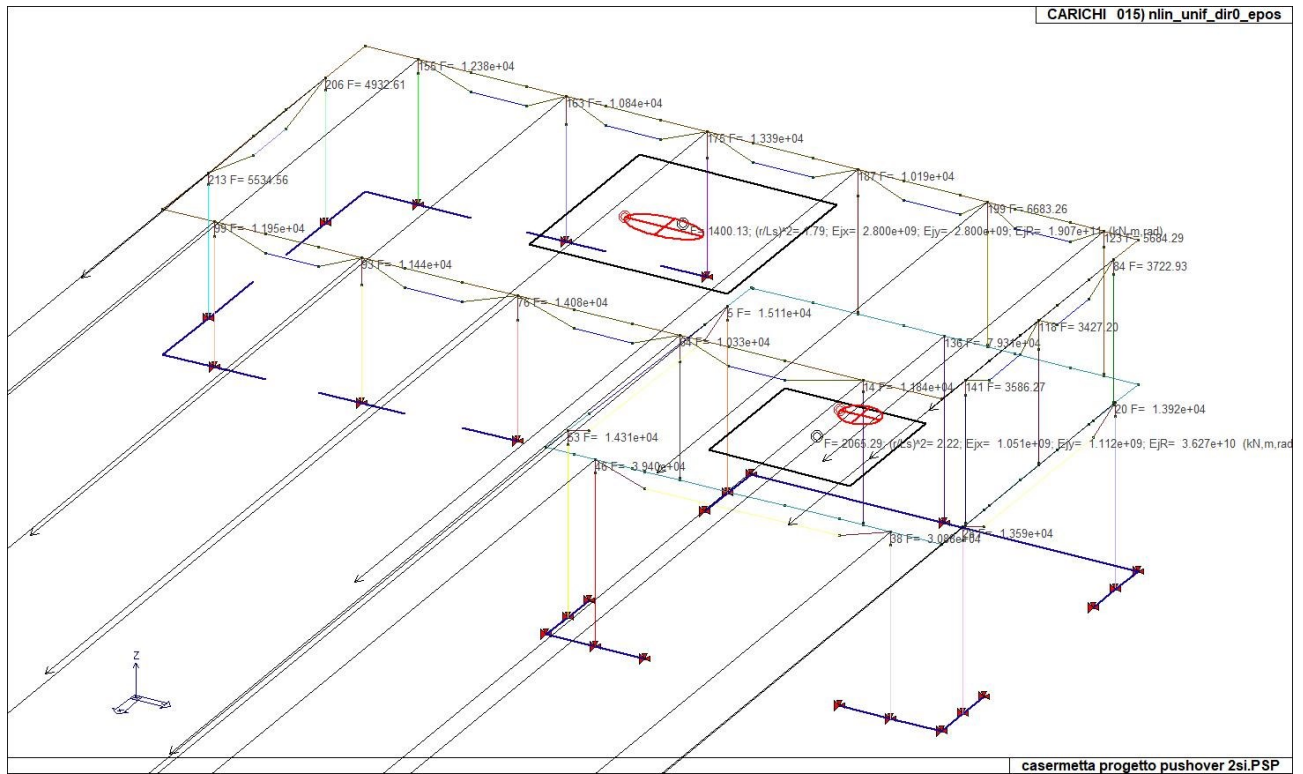 CARICHI 015) nlin_unif_dir0_epos
155 F= 1.238e+04
206 F= 4932.61
163 F= 1.084e+04
175 F= 1.339e+04
213 F= 5534.56
187 F= 1.019e+04
199 F= 6683.26
99 F= 1.195e+04
F= 1400.13; (r/Ls)^2= 1.79; Ejx= 2.800e+09; Ejy= 2.800e+09; EjR= 1.907e+11 (kN,m,rad)
123 F= 5684.29
93 F= 1.144e+04
84 F= 3722.93
76 F= 1.408e+04
5 F= 1.511e+04
118 F= 3427.20
64 F= 1.033e+04
136 F= 7.931e+04
14 F= 1.184e+04
141 F= 3586.27
20 F= 1.392e+04
53 F= 1.431e+04
F= 2065.29; (r/Ls)^2= 2.22; Ejx= 1.051e+09; Ejy= 1.112e+09; EjR= 3.627e+10 (kN,m,rad
46 F= 3.940e+04
38 F= 3.086e+04
F= 1.359e+04
Z
casermetta progetto pushover 2si.PSP